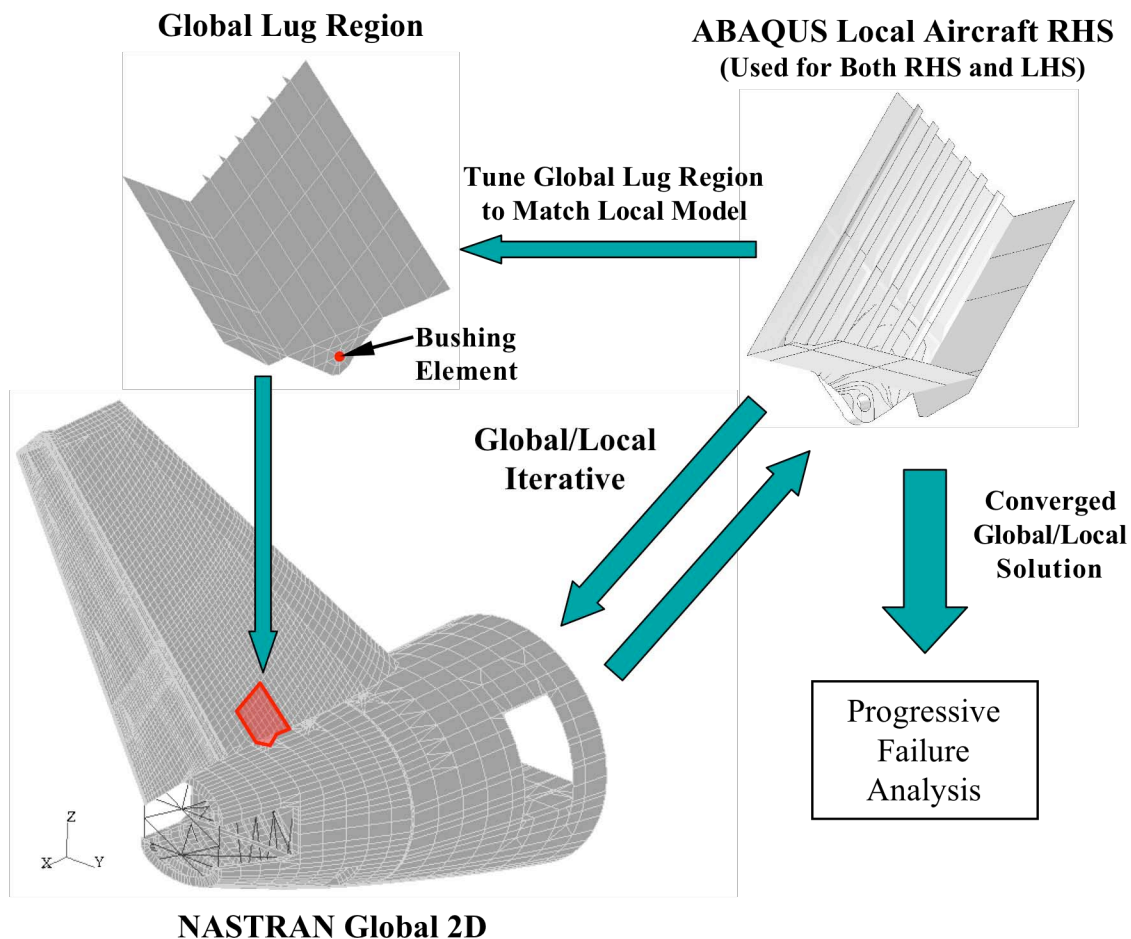 Global Lug Region
ABAQUS Local Aircraft RHS
(Used for Both RHS and LHS)
Tune Global Lug Region
to Match Local Model
Bushing
Element
Global/Local
Iterative
Converged
Global/Local
Solution
Progressive
Failure
Analysis
Z
X
Y
NASTRAN Global 2D